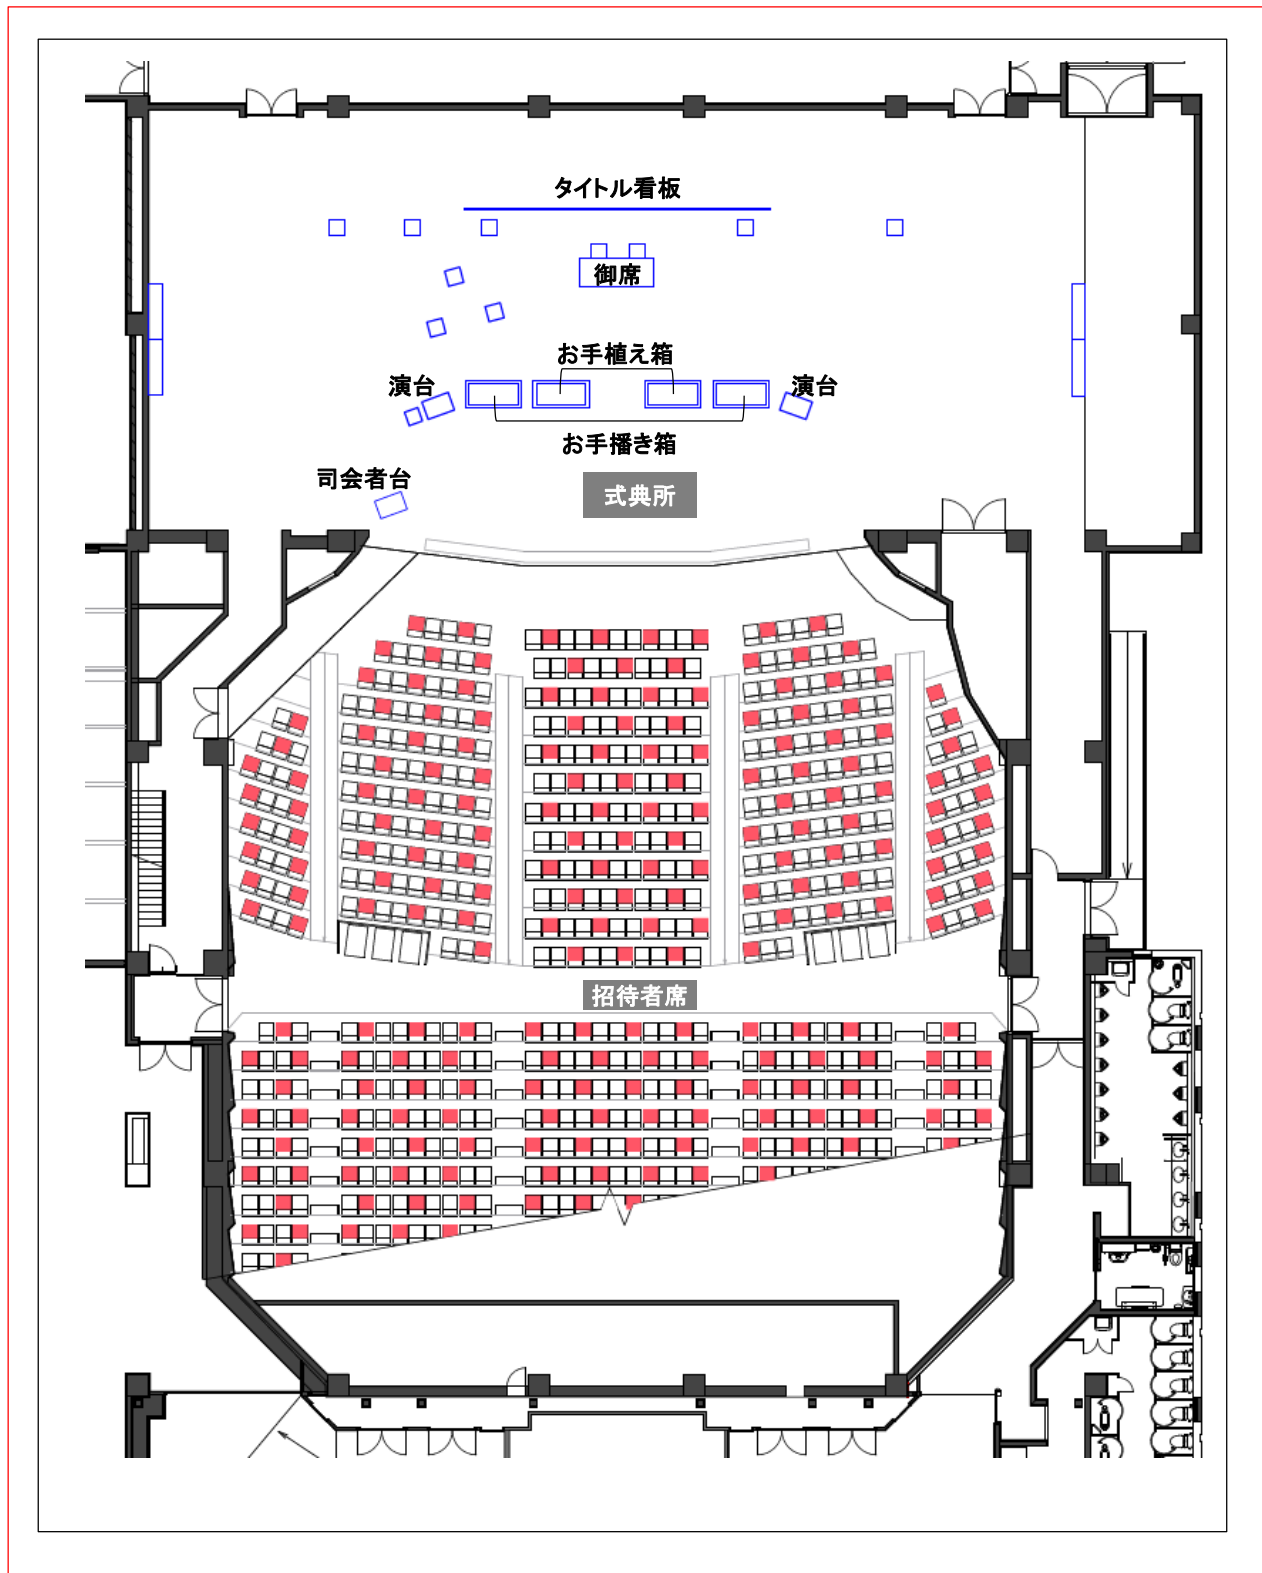 タイトル看板
御席
お手植え箱
演台
演台
お手播き箱
司会者台
式典所
招待者席